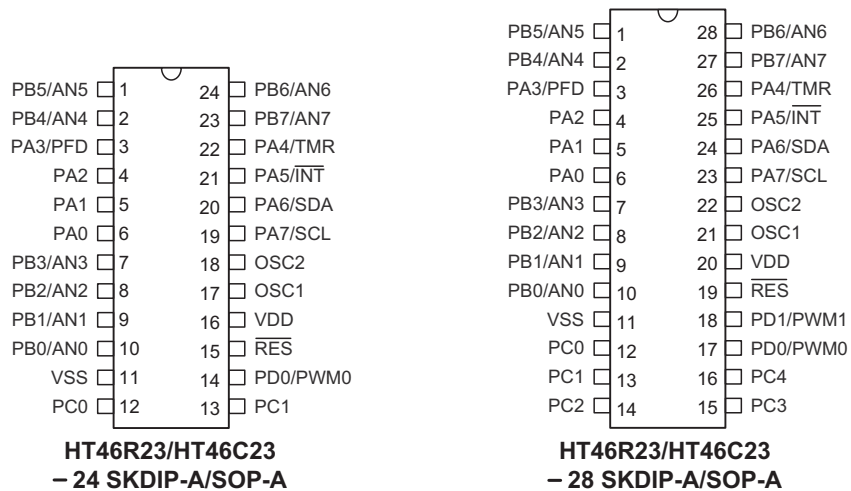 PB5/AN5 1 24 PB6/AN6
PB4/AN4 2 23 PB7/AN7
PA3/PFD 3 22 PA4/TMR
PA2 4 21 PA5/INT
PA1 5 20 PA6/SDA
PA0 6 19 PA7/SCL
PB3/AN3 7 18 OSC2
PB2/AN2 8 17 OSC1
PB1/AN1 9 16 VDD
PB0/AN0 10 15 RES
VSS 11 14 PD0/PWM0
PC0 12 13 PC1
HT46R23/HT46C23
– 24 SKDIP-A/SOP-A
PB5/AN5 1 28 PB6/AN6
PB4/AN4 2 27 PB7/AN7
PA3/PFD 3 26 PA4/TMR
PA2 4 25 PA5/INT
PA1 5 24 PA6/SDA
PA0 6 23 PA7/SCL
PB3/AN3 7 22 OSC2
PB2/AN2 8 21 OSC1
PB1/AN1 9 20 VDD
PB0/AN0 10 19 RES
VSS 11 18 PD1/PWM1
PC0 12 17 PD0/PWM0
PC1 13 16 PC4
PC2 14 15 PC3
HT46R23/HT46C23
– 28 SKDIP-A/SOP-A